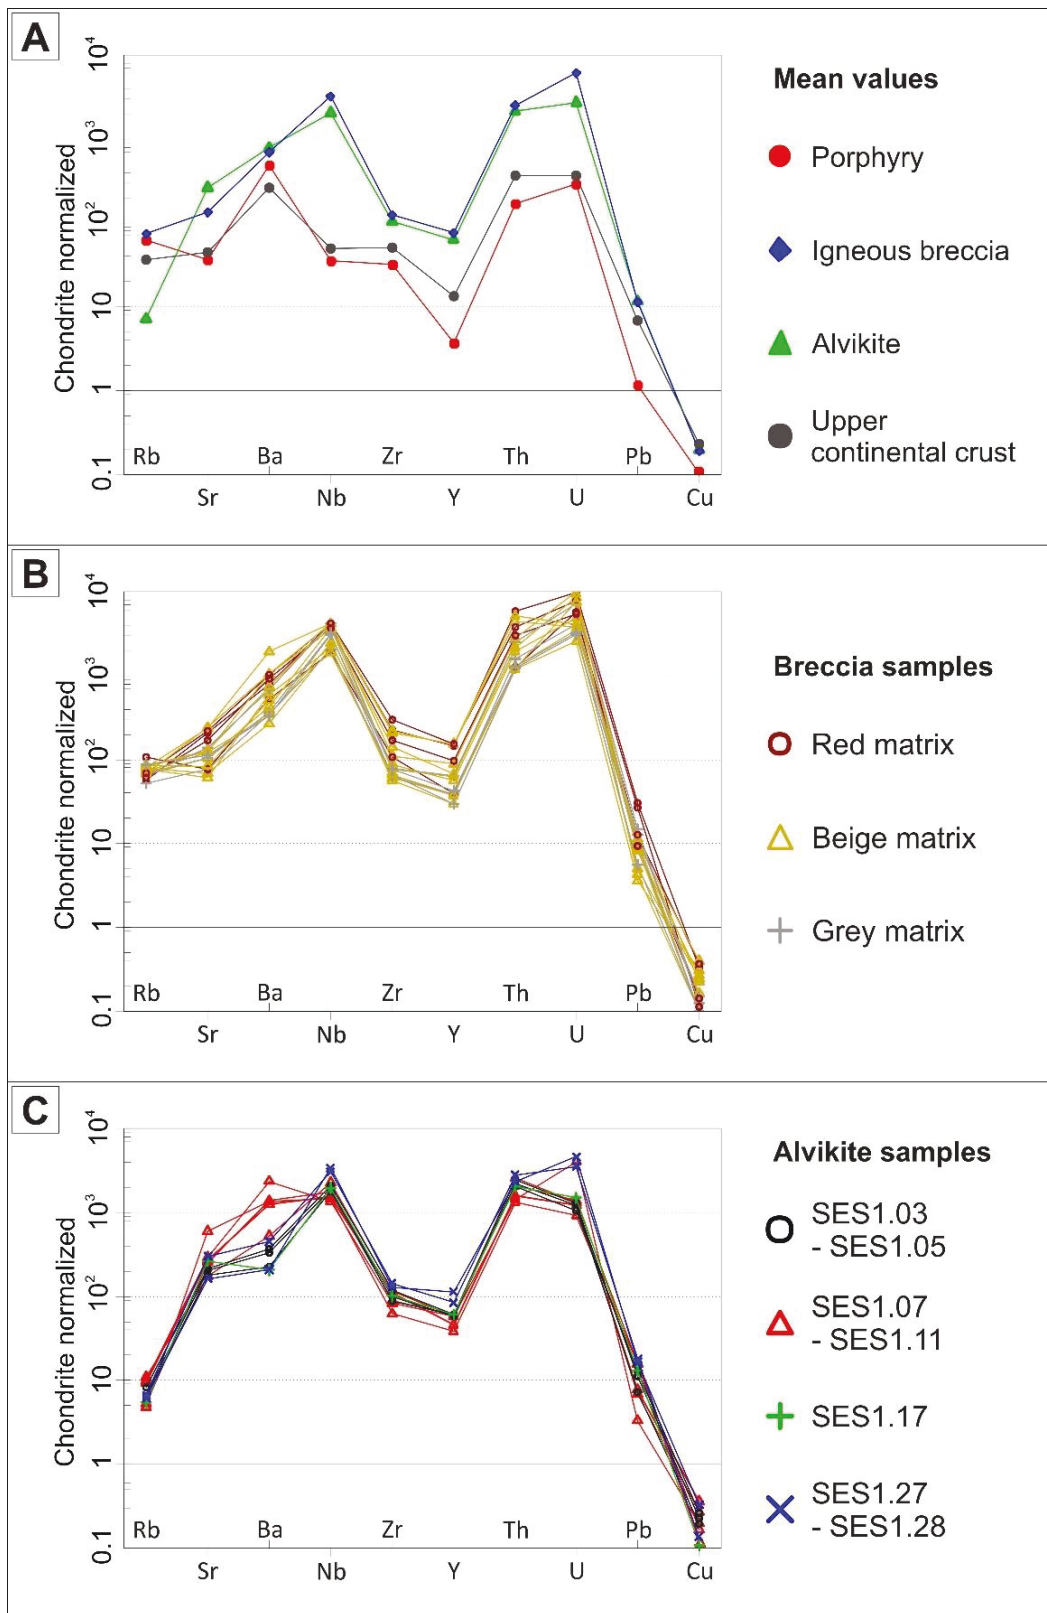 A
Chondrite normalized
10⁴
10³
10²
10
1
0.1
Rb
Ba
Zr
Th
Pb
Sr
Nb
Y
U
Cu
Mean values
Porphyry
Igneous breccia
Alvikite
Upper
continental crust
B
Chondrite normalized
10⁴
10³
10²
10
1
0.1
Rb
Ba
Zr
Th
Pb
Sr
Nb
Y
U
Cu
Breccia samples
Red matrix
Beige matrix
Grey matrix
C
Chondrite normalized
10⁴
10³
10²
10
1
0.1
Rb
Ba
Zr
Th
Pb
Sr
Nb
Y
U
Cu
Alvikite samples
SES1.03
- SES1.05
SES1.07
- SES1.11
SES1.17
SES1.27
- SES1.28